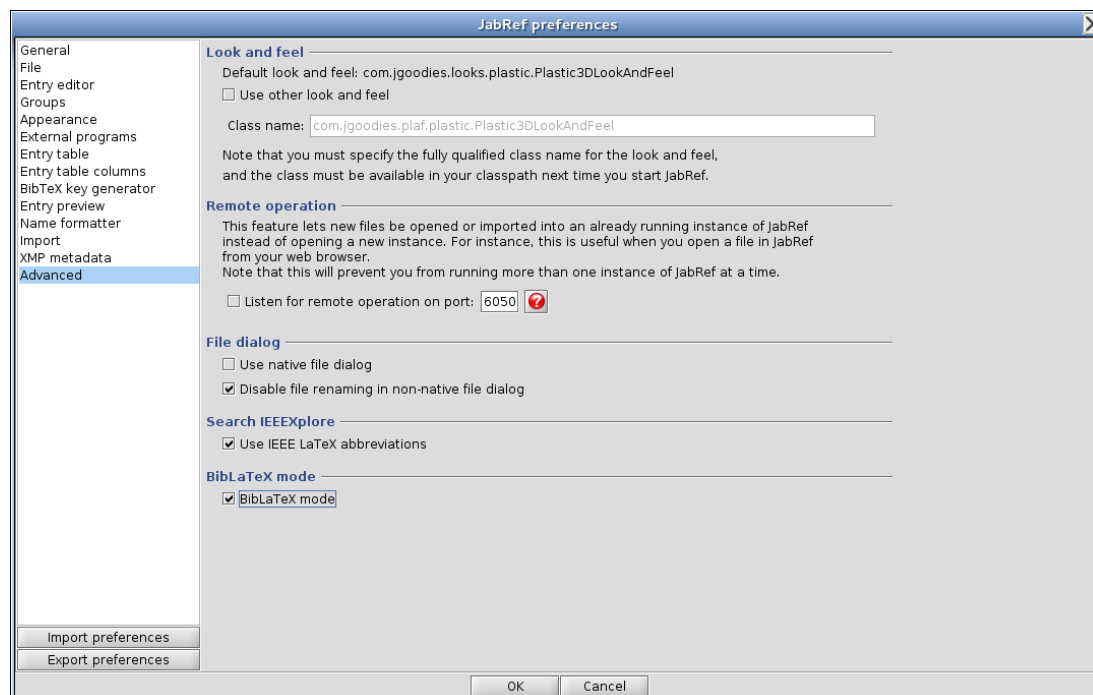 JabRef preferences
General
File
Entry editor
Groups
Appearance
External programs
Entry table
Entry table columns
BibTeX key generator
Entry preview
Name formatter
Import
XMP metadata
Advanced
Import preferences
Export preferences
Look and feel
Default look and feel: com.jgoodies.looks.plastic.Plastic3DLookAndFeel
Use other look and feel
Class name: com.jgoodies.plaf.plastic.Plastic3DLookAndFeel
Note that you must specify the fully qualified class name for the look and feel,
and the class must be available in your classpath next time you start JabRef.
Remote operation
This feature lets new files be opened or imported into an already running instance of JabRef
instead of opening a new instance. For instance, this is useful when you open a file in JabRef
from your web browser.
Note that this will prevent you from running more than one instance of JabRef at a time.
Listen for remote operation on port: 6050 ?
File dialog
Use native file dialog
Disable file renaming in non-native file dialog
Search IEEEXplore
Use IEEE LaTeX abbreviations
BibLaTeX mode
BibLaTeX mode
OK Cancel